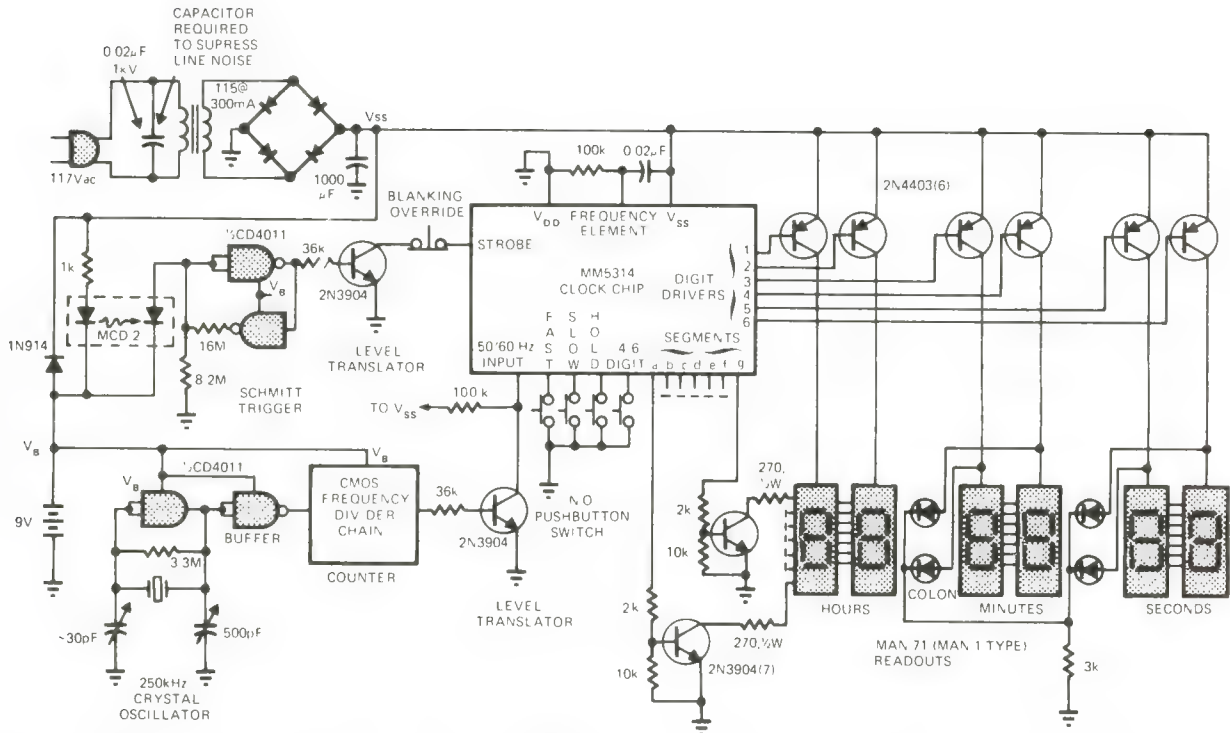 CAPACITOR
REQUIRED
TO SUPRESS
LINE NOISE
0 02µF
1kV
115@
300mA
Vss
117Vac
1000
µF
BLANKING
OVERRIDE
100k
0 02µF
2N4403(6)
VDD
FREQUENCY
ELEMENT
VSS
STROBE
MM5314
CLOCK CHIP
DIGIT
DRIVERS
1
2
3
4
5
6
SEGMENTS
a b c d e f g
50/60 Hz
INPUT
FAST
SLOW
HOLD
4 6
DIGIT
½CD4011
36k
VB
2N3904
1k
MCD 2
16M
1N914
8.2M
LEVEL
TRANSLATOR
SCHMITT
TRIGGER
100 k
TO VSS
VB
½CD4011
VB
VB
9V
BUFFER
CMOS
FREQUENCY
DIVIDER
CHAIN
COUNTER
36k
2N3904
N O
PUSHBUTTON
SWITCH
LEVEL
TRANSLATOR
3.3M
~30pF
500pF
250kHz
CRYSTAL
OSCILLATOR
270,
½W
2k
10k
2k
10k
270,½W
2N3904(7)
HOURS
COLON
MINUTES
SECONDS
MAN 71 (MAN 1 TYPE)
READOUTS
3k